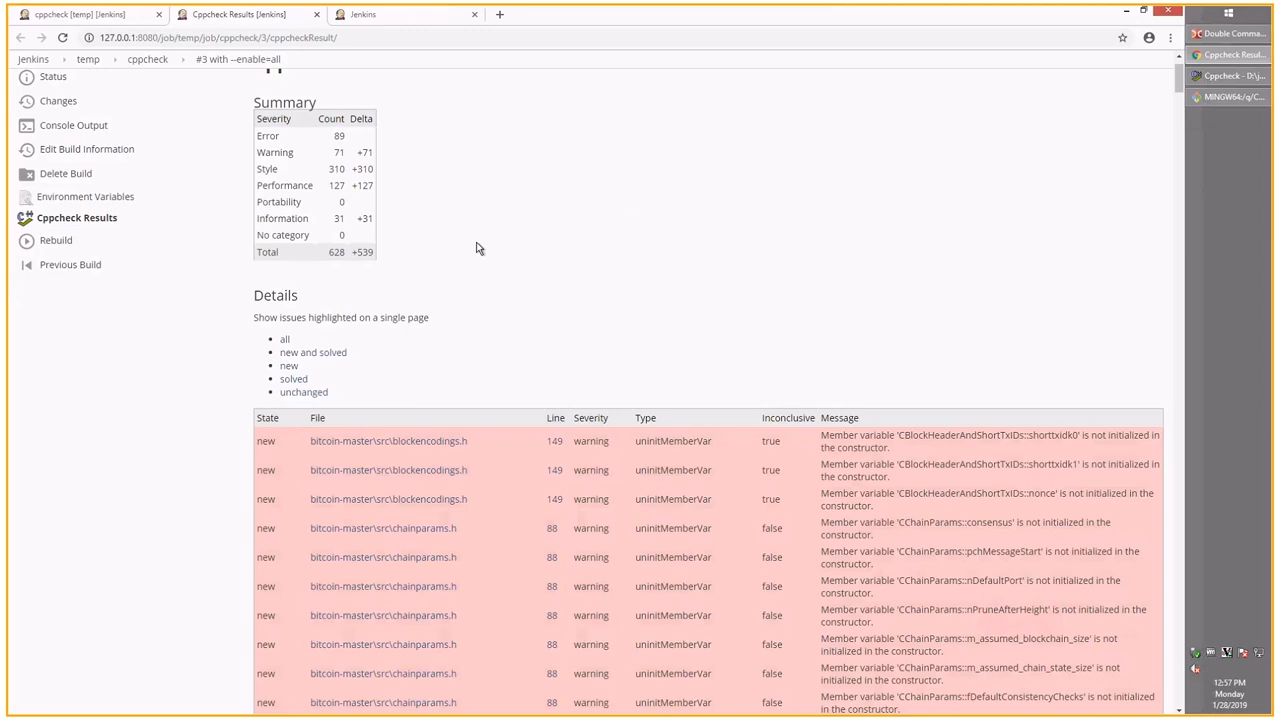 cppcheck [temp] [Jenkins]
Cppcheck Results [Jenkins]
Jenkins
127.0.0.1:8080/job/temp/job/cppcheck/3/cppcheckResult/
Jenkins temp cppcheck #3 with --enable=all
Status
Changes
Console Output
Edit Build Information
Delete Build
Environment Variables
Cppcheck Results
Rebuild
Previous Build
Summary
Severity Count Delta
Error 89
Warning 71 +71
Style 310 +310
Performance 127 +127
Portability 0
Information 31 +31
No category 0
Total 628 +539
Details
Show issues highlighted on a single page
all
new and solved
new
solved
unchanged
State File Line Severity Type Inconclusive Message
new bitcoin-master\src\blockencodings.h 149 warning uninitMemberVar true Member variable 'CBlockHeaderAndShortTxIDs::shorttxidk0' is not initialized in
the constructor.
new bitcoin-master\src\blockencodings.h 149 warning uninitMemberVar true Member variable 'CBlockHeaderAndShortTxIDs::shorttxidk1' is not initialized in
the constructor.
new bitcoin-master\src\blockencodings.h 149 warning uninitMemberVar true Member variable 'CBlockHeaderAndShortTxIDs::nonce' is not initialized in the
constructor.
new bitcoin-master\src\chainparams.h 88 warning uninitMemberVar false Member variable 'CChainParams::consensus' is not initialized in the
constructor.
new bitcoin-master\src\chainparams.h 88 warning uninitMemberVar false Member variable 'CChainParams::pchMessageStart' is not initialized in the
constructor.
new bitcoin-master\src\chainparams.h 88 warning uninitMemberVar false Member variable 'CChainParams::nDefaultPort' is not initialized in the
constructor.
new bitcoin-master\src\chainparams.h 88 warning uninitMemberVar false Member variable 'CChainParams::nPruneAfterHeight' is not initialized in the
constructor.
new bitcoin-master\src\chainparams.h 88 warning uninitMemberVar false Member variable 'CChainParams::m_assumed_blockchain_size' is not
initialized in the constructor.
new bitcoin-master\src\chainparams.h 88 warning uninitMemberVar false Member variable 'CChainParams::m_assumed_chain_state_size' is not
initialized in the constructor.
new bitcoin-master\src\chainparams.h 88 warning uninitMemberVar false Member variable 'CChainParams::fDefaultConsistencyChecks' is not initialized
in the constructor.
Double Comma...
Cppcheck Resul...
Cppcheck - D:\j...
MINGW64:/q/C...
12:57 PM
Monday
1/28/2019